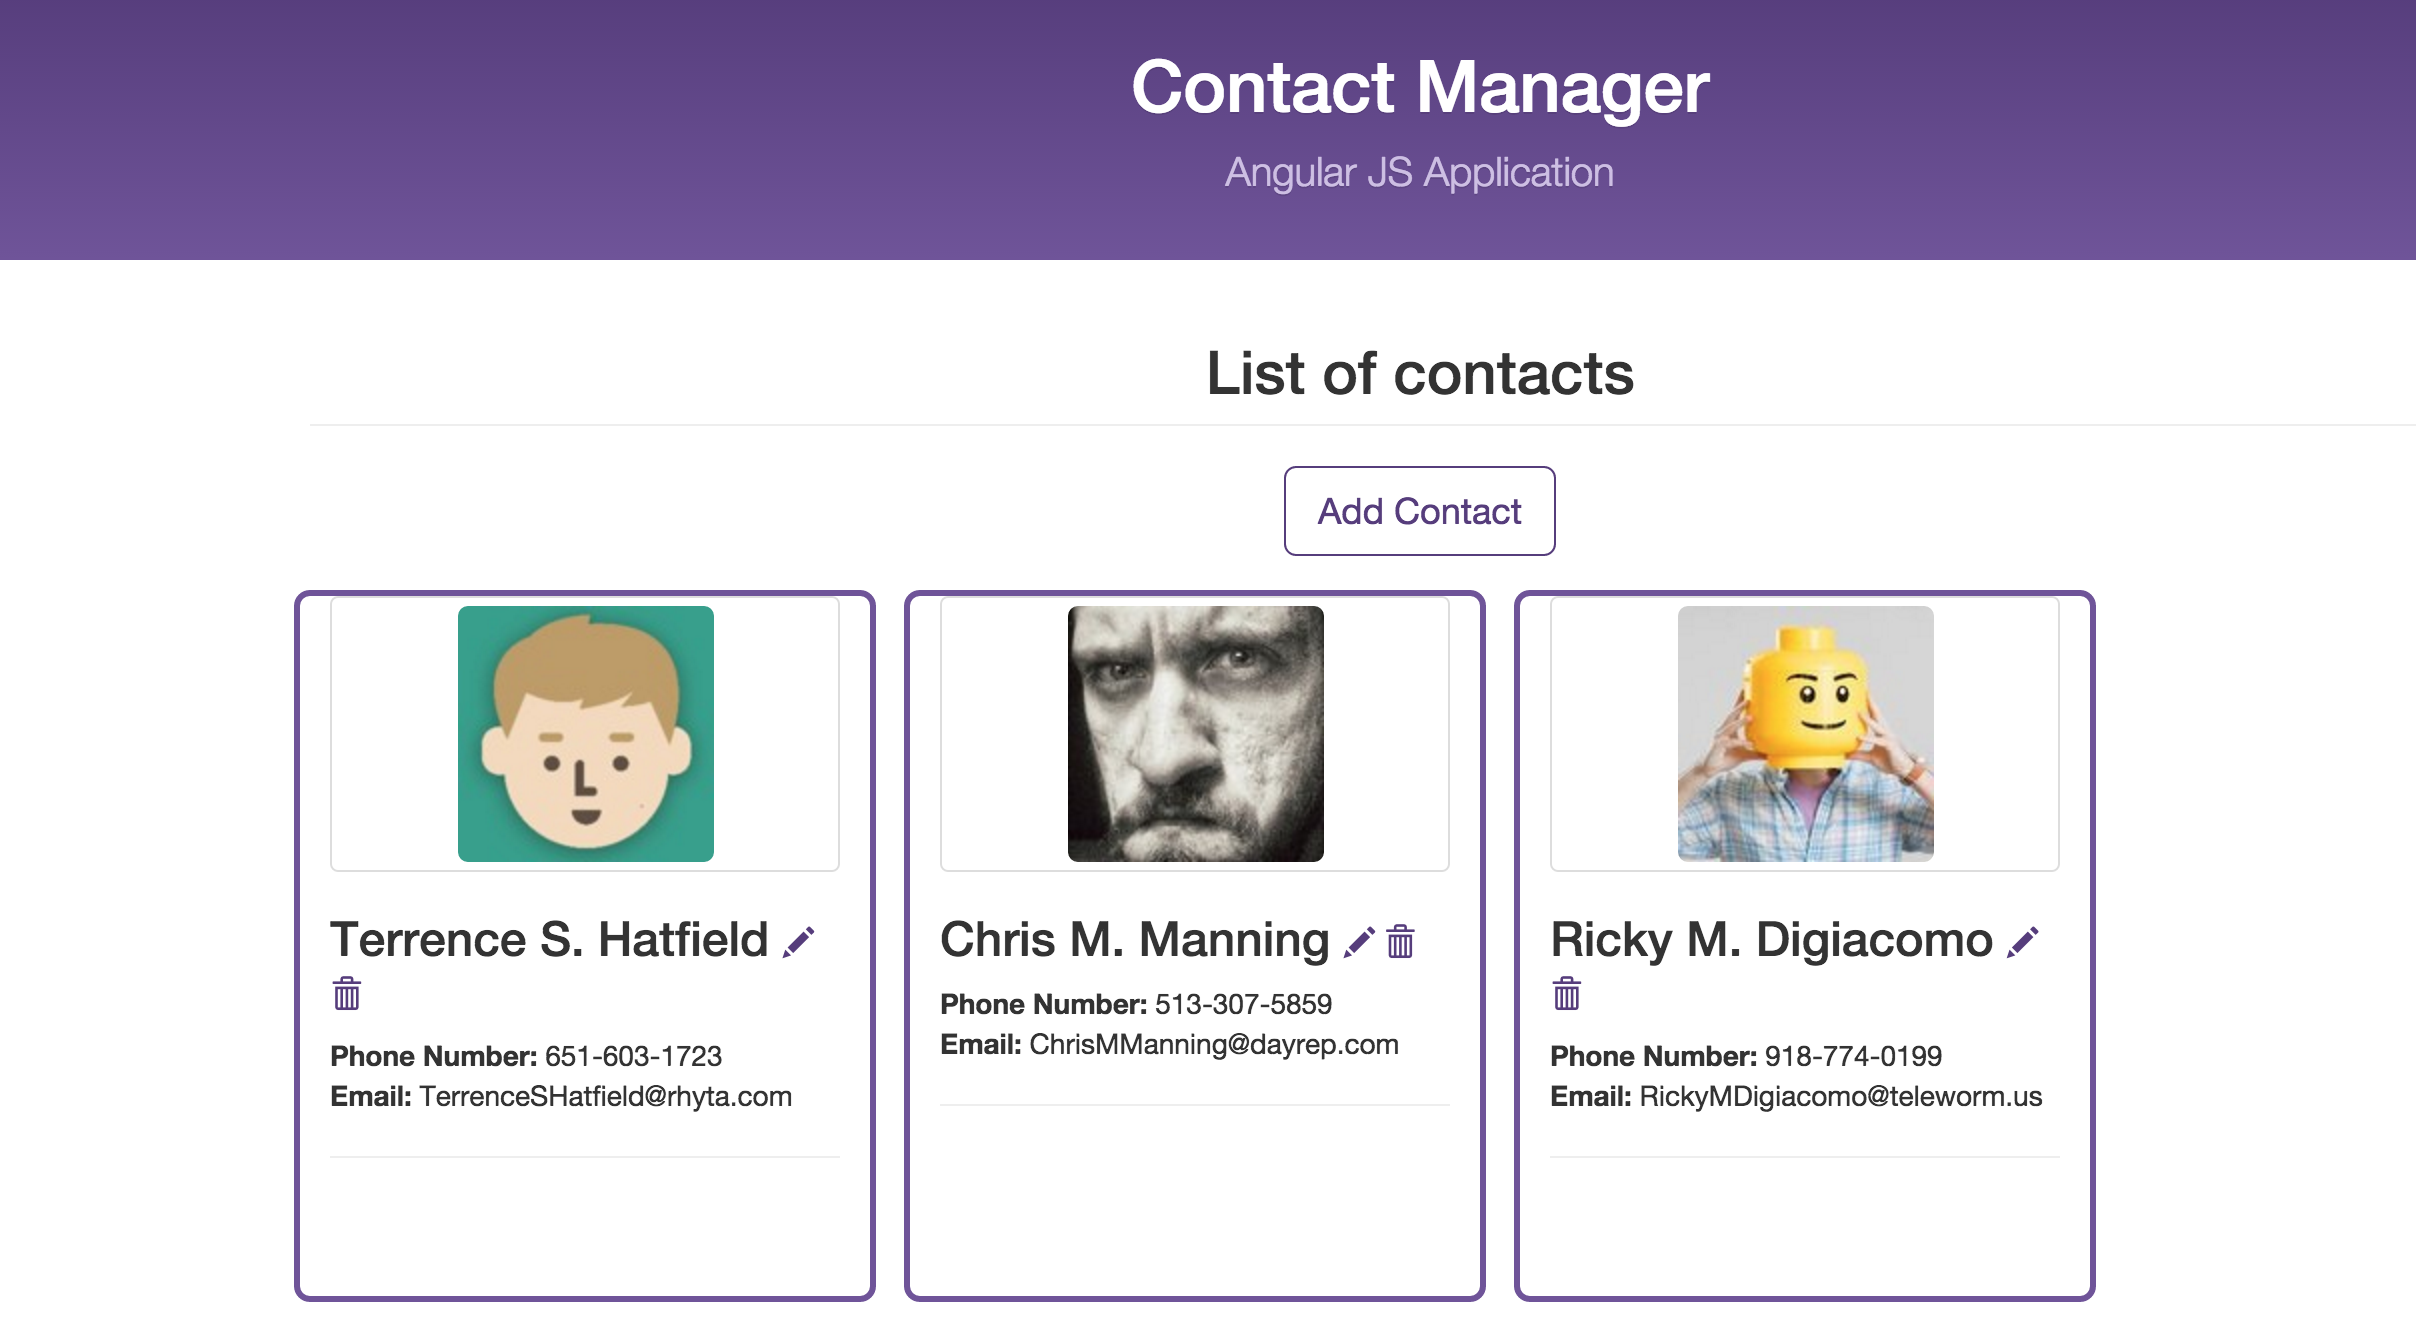 Contact Manager
Angular JS Application
List of contacts
Add Contact
Terrence S. Hatfield
Phone Number: 651-603-1723
Email: TerrenceSHatfield@rhyta.com
Chris M. Manning
Phone Number: 513-307-5859
Email: ChrisMManning@dayrep.com
Ricky M. Digiacomo
Phone Number: 918-774-0199
Email: RickyMDigiacomo@teleworm.us